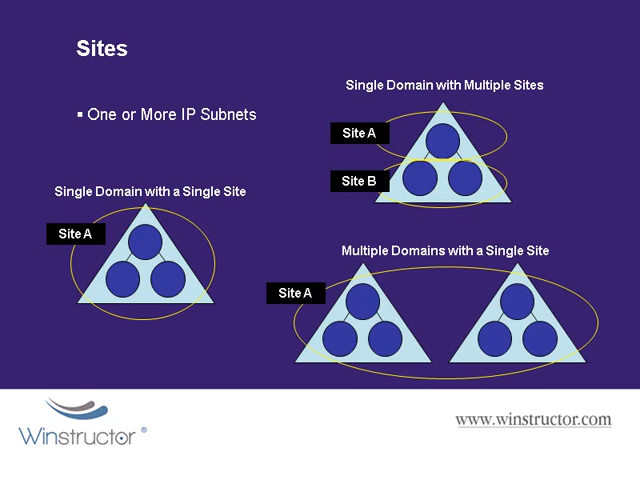 Sites
▪ One or More IP Subnets
Single Domain with a Single Site
Site A
Single Domain with Multiple Sites
Site A
Site B
Multiple Domains with a Single Site
Site A
Winstructor ®
www.winstructor.com